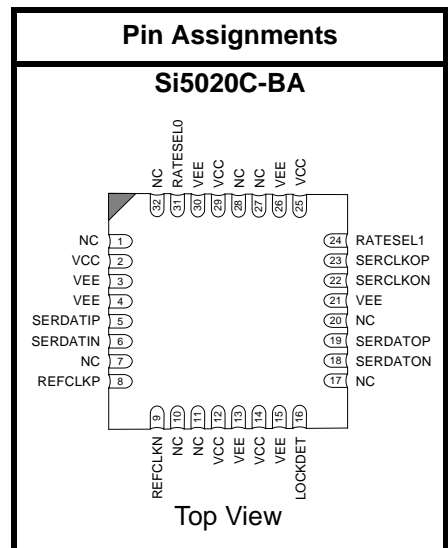 Pin Assignments
Si5020C-BA
NC
RATESEL0
VEE
VCC
NC
NC
VEE
VCC
32
31
30
29
28
27
26
25
NC 1
VCC 2
VEE 3
VEE 4
SERDATIP 5
SERDATIN 6
NC 7
REFCLKP 8
24 RATESEL1
23 SERCLKOP
22 SERCLKON
21 VEE
20 NC
19 SERDATOP
18 SERDATON
17 NC
9
10
11
12
13
14
15
16
REFCLKN
NC
NC
VCC
VEE
VCC
VEE
LOCKDET
Top View